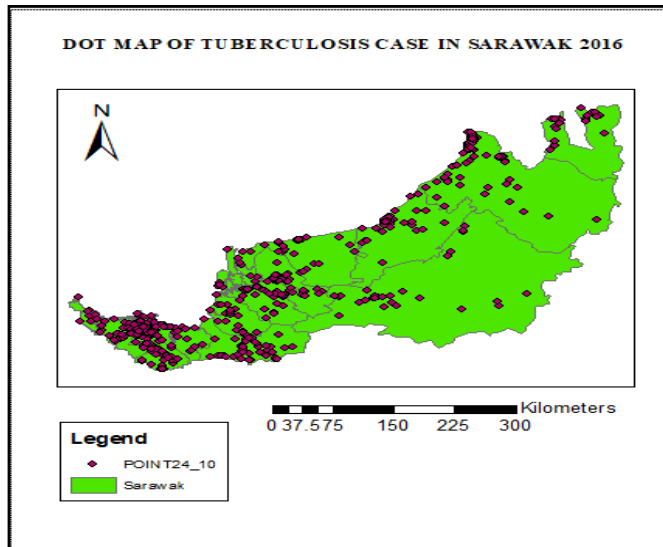 DOT MAP OF TUBERCULOSIS CASE IN SARAWAK 2016
N
Kilometers
0 37.575 150 225 300
Legend
POINT24_10
Sarawak